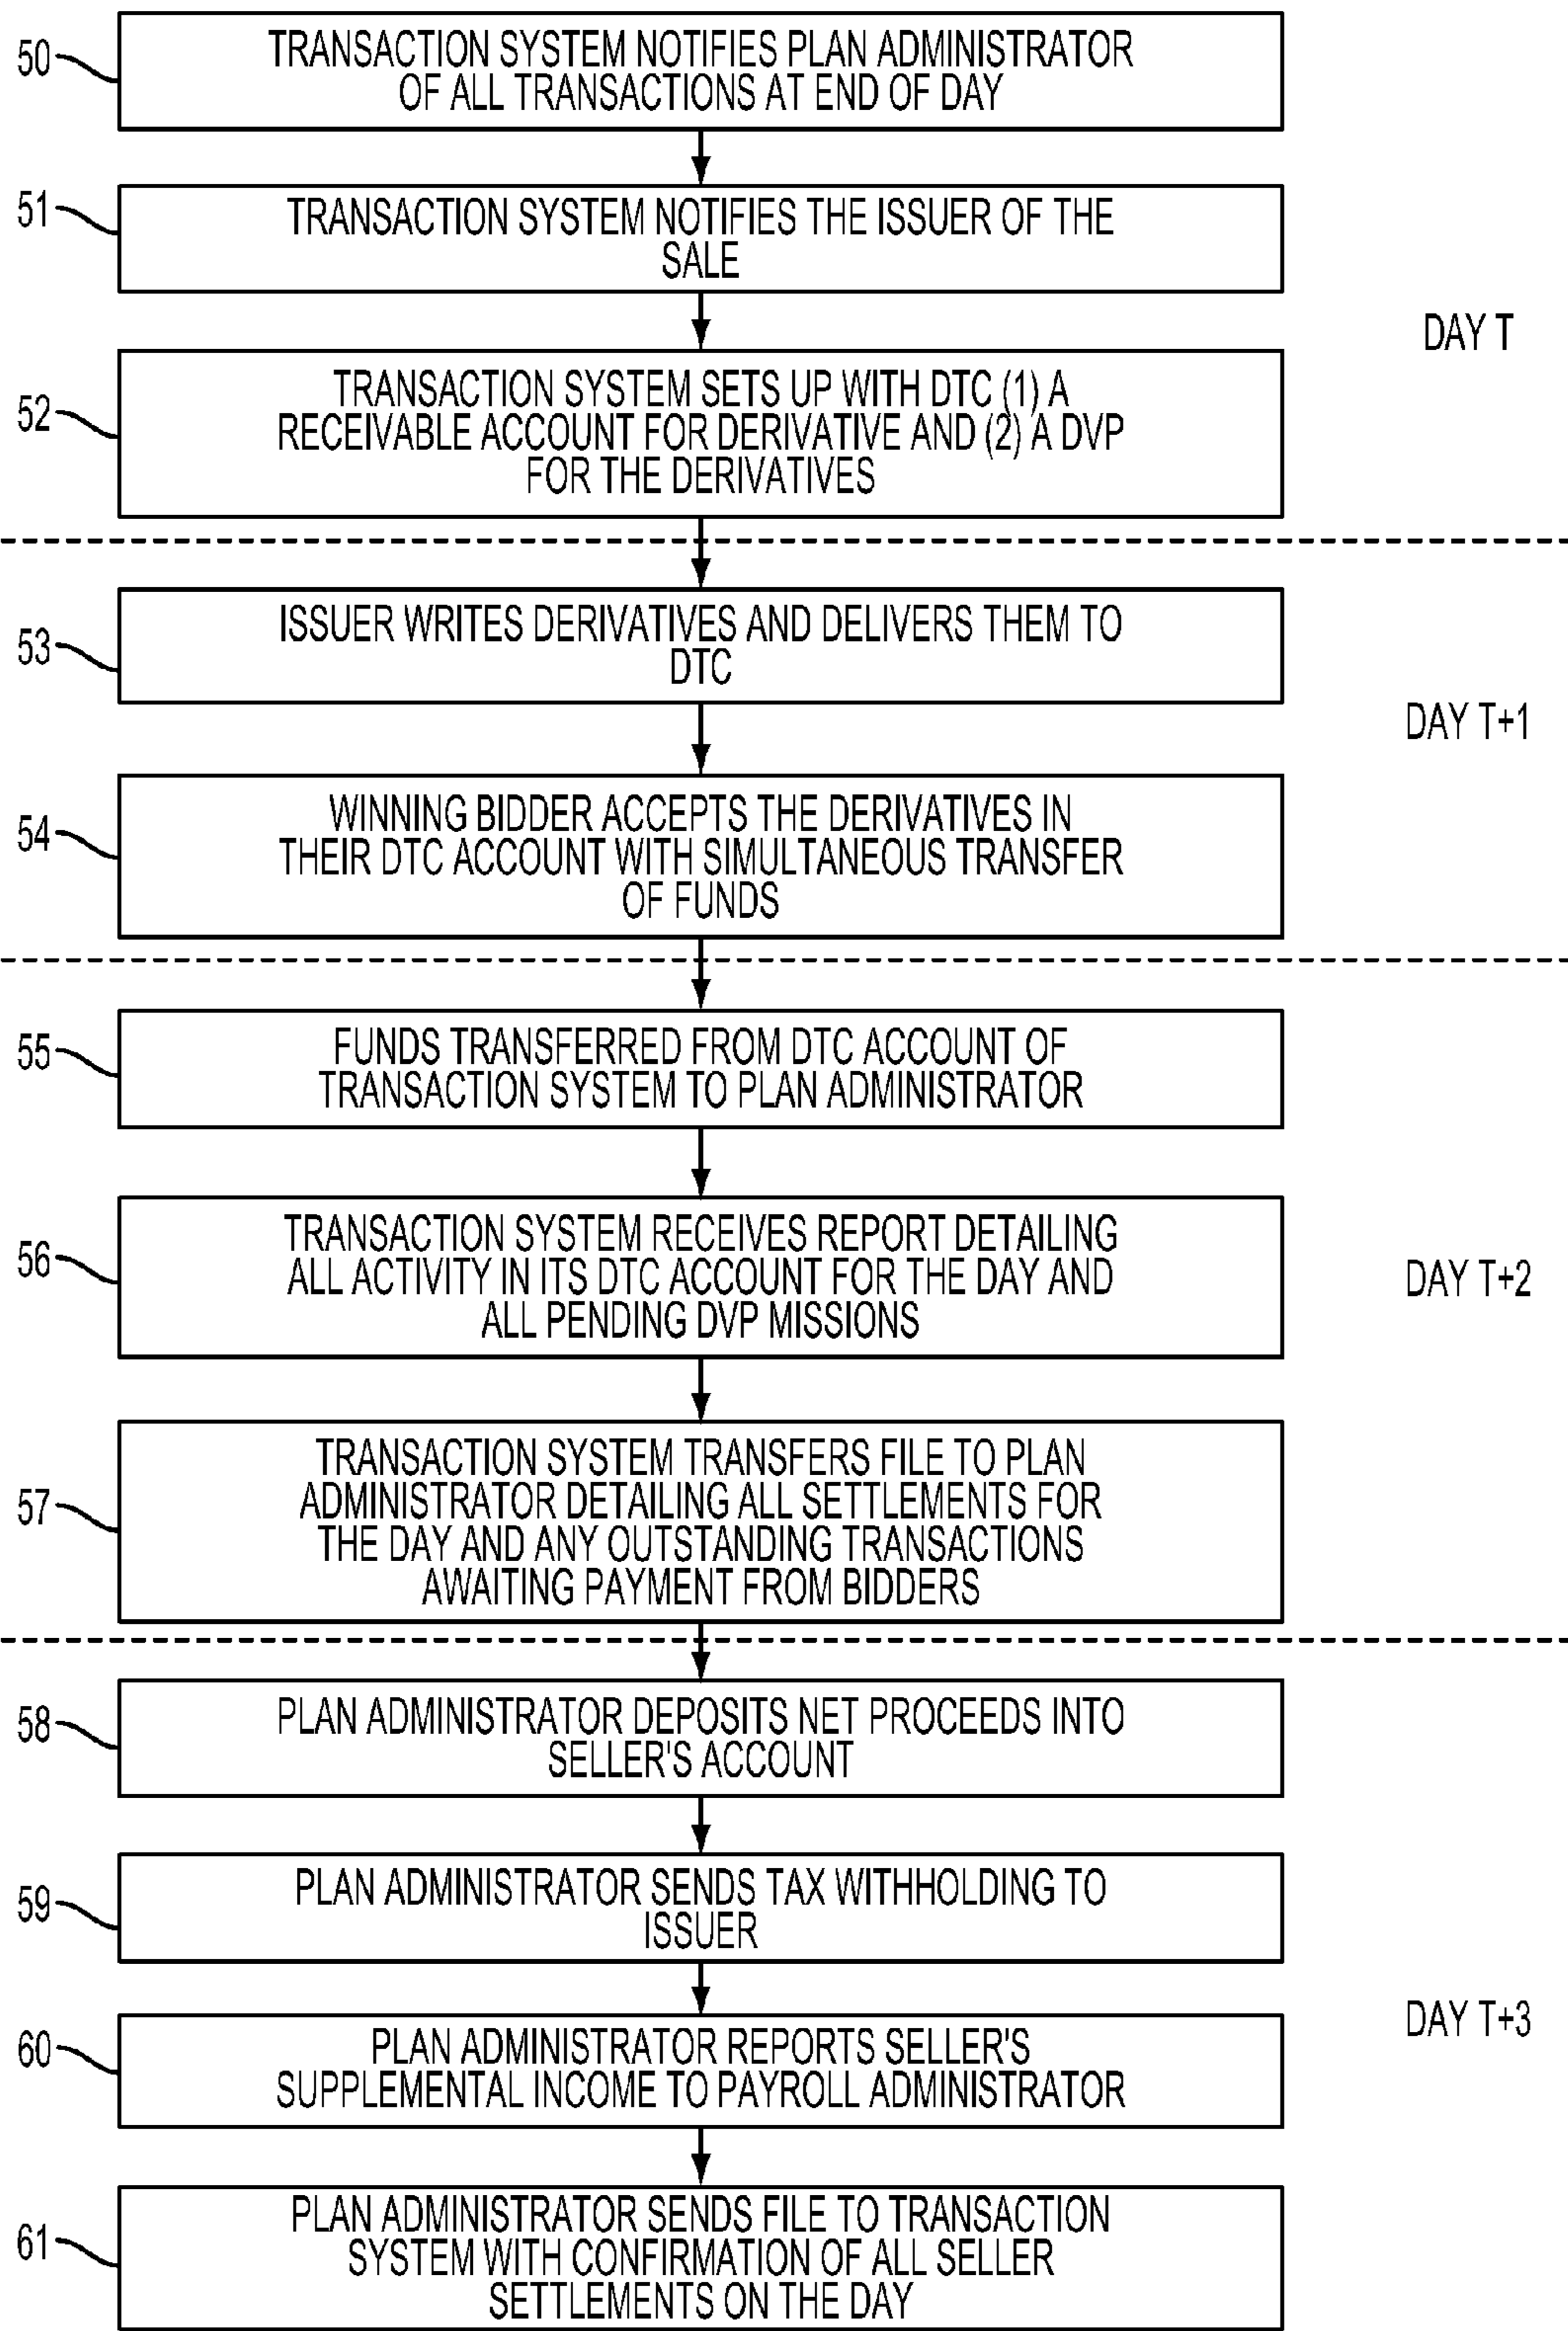 50
TRANSACTION SYSTEM NOTIFIES PLAN ADMINISTRATOR
OF ALL TRANSACTIONS AT END OF DAY
51
TRANSACTION SYSTEM NOTIFIES THE ISSUER OF THE
SALE
DAY T
52
TRANSACTION SYSTEM SETS UP WITH DTC (1) A
RECEIVABLE ACCOUNT FOR DERIVATIVE AND (2) A DVP
FOR THE DERIVATIVES
53
ISSUER WRITES DERIVATIVES AND DELIVERS THEM TO
DTC
DAY T+1
54
WINNING BIDDER ACCEPTS THE DERIVATIVES IN
THEIR DTC ACCOUNT WITH SIMULTANEOUS TRANSFER
OF FUNDS
55
FUNDS TRANSFERRED FROM DTC ACCOUNT OF
TRANSACTION SYSTEM TO PLAN ADMINISTRATOR
56
TRANSACTION SYSTEM RECEIVES REPORT DETAILING
ALL ACTIVITY IN ITS DTC ACCOUNT FOR THE DAY AND
ALL PENDING DVP MISSIONS
DAY T+2
57
TRANSACTION SYSTEM TRANSFERS FILE TO PLAN
ADMINISTRATOR DETAILING ALL SETTLEMENTS FOR
THE DAY AND ANY OUTSTANDING TRANSACTIONS
AWAITING PAYMENT FROM BIDDERS
58
PLAN ADMINISTRATOR DEPOSITS NET PROCEEDS INTO
SELLER'S ACCOUNT
59
PLAN ADMINISTRATOR SENDS TAX WITHHOLDING TO
ISSUER
DAY T+3
60
PLAN ADMINISTRATOR REPORTS SELLER'S
SUPPLEMENTAL INCOME TO PAYROLL ADMINISTRATOR
61
PLAN ADMINISTRATOR SENDS FILE TO TRANSACTION
SYSTEM WITH CONFIRMATION OF ALL SELLER
SETTLEMENTS ON THE DAY